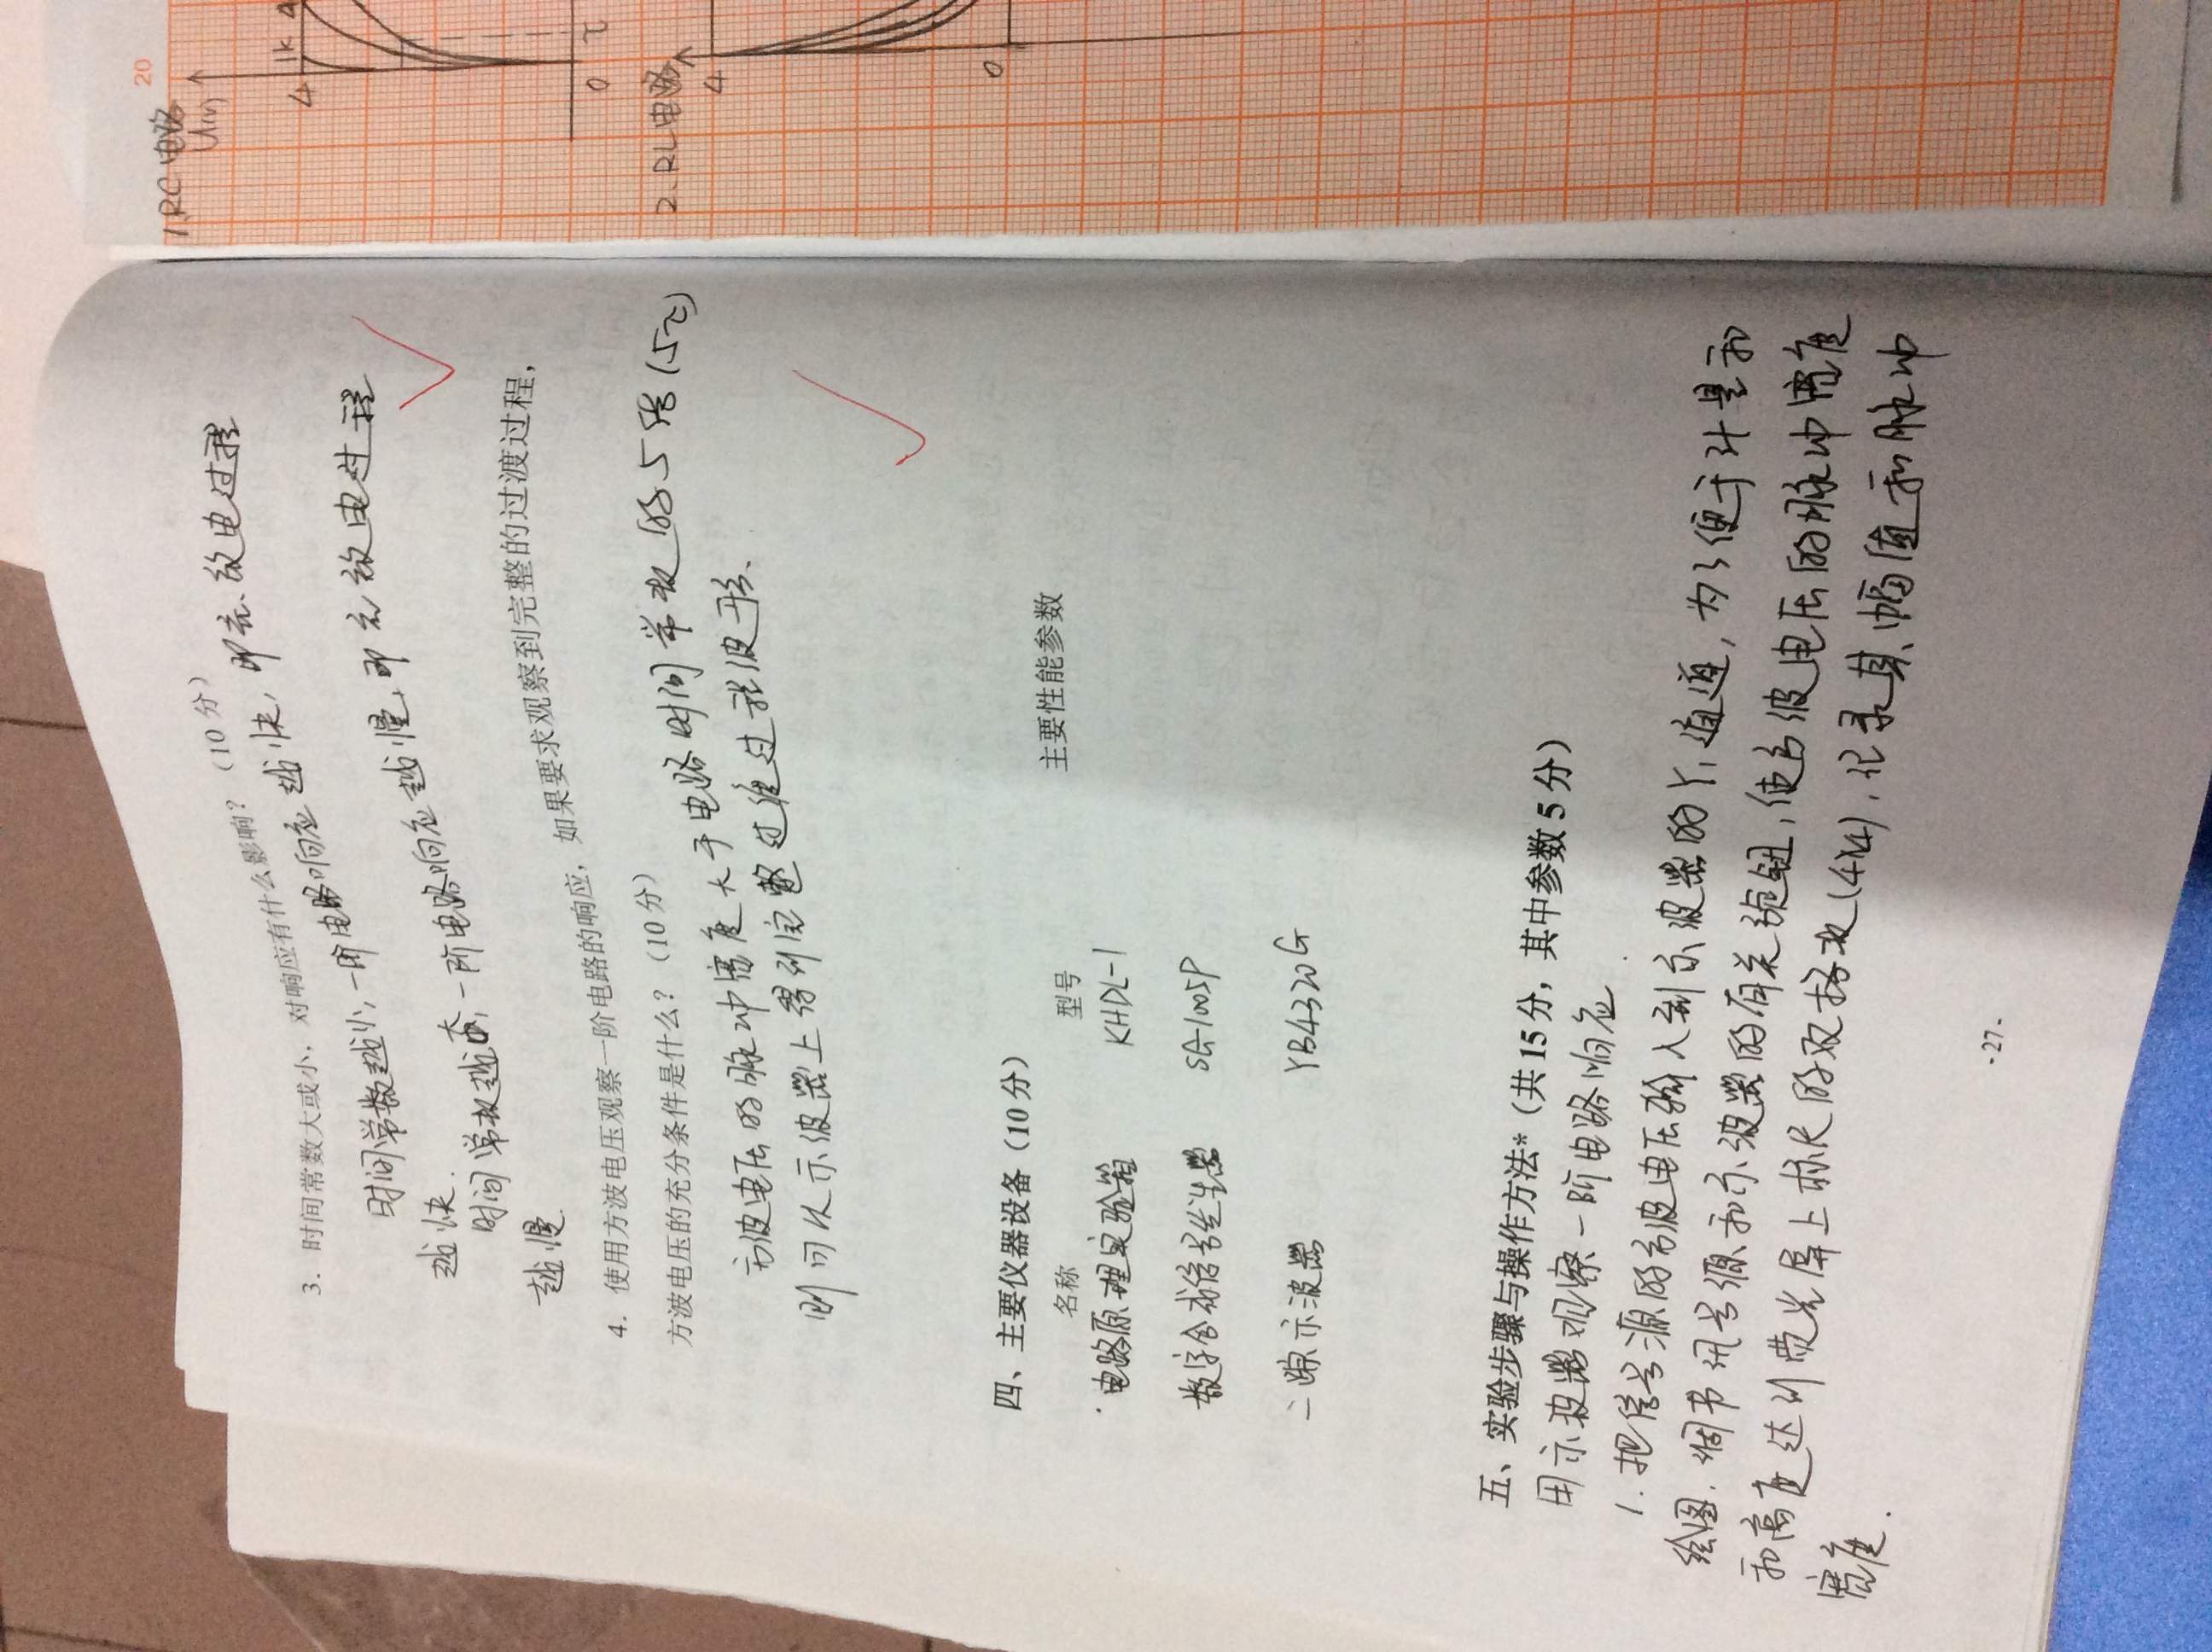 3. 时间常数大或小，对响应有什么影响？（10 分）
时间常数越小，一阶电路响应越快，即充、放电过程
越快.
时间常数越大，一阶电路响应越慢，即充放电过程
越慢.
4. 使用方波电压观察一阶电路的响应，如果要求观察到完整的过渡过程，
方波电压的充分条件是什么？（10 分）
方波电压的脉冲宽度大于电路时间常数的5倍(5τ)
则可以示波器上得到完整过渡过程波形、
四、主要仪器设备（10 分）
名称 型号 主要性能参数
电路原理实验箱 KHDL-1
数字合成信号发生器 SG-1005P
二踪示波器 YB4320G
五、实验步骤与操作方法*（共 15 分，其中参数 5 分）
用示波器观察一阶电路响应
1. 把信号源的方波电压输入到示波器的Y1通道，为了便于计量和
绘图. 调节讯号源和示波器的有关旋钮，使方波电压的脉冲宽度
和高度达到荧光屏上标尺的双格数(4×4)，记录其幅值和脉冲
宽度.
-27-
20
1.RC电路
U(V)
4 1K
0 τ
2、RL电路
4
0